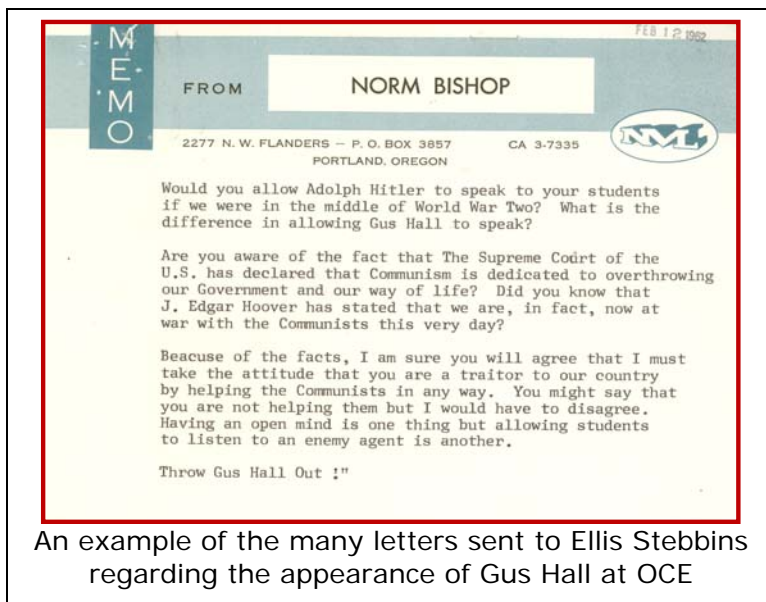 FEB 12 1962
MEMO
FROM
NORM BISHOP
2277 N. W. FLANDERS — P. O. BOX 3857 CA 3-7335
PORTLAND, OREGON
Would you allow Adolph Hitler to speak to your students
if we were in the middle of World War Two? What is the
difference in allowing Gus Hall to speak?
Are you aware of the fact that The Supreme Court of the
U.S. has declared that Communism is dedicated to overthrowing
our Government and our way of life? Did you know that
J. Edgar Hoover has stated that we are, in fact, now at
war with the Communists this very day?
Beacuse of the facts, I am sure you will agree that I must
take the attitude that you are a traitor to our country
by helping the Communists in any way. You might say that
you are not helping them but I would have to disagree.
Having an open mind is one thing but allowing students
to listen to an enemy agent is another.
Throw Gus Hall Out !"
An example of the many letters sent to Ellis Stebbins
regarding the appearance of Gus Hall at OCE